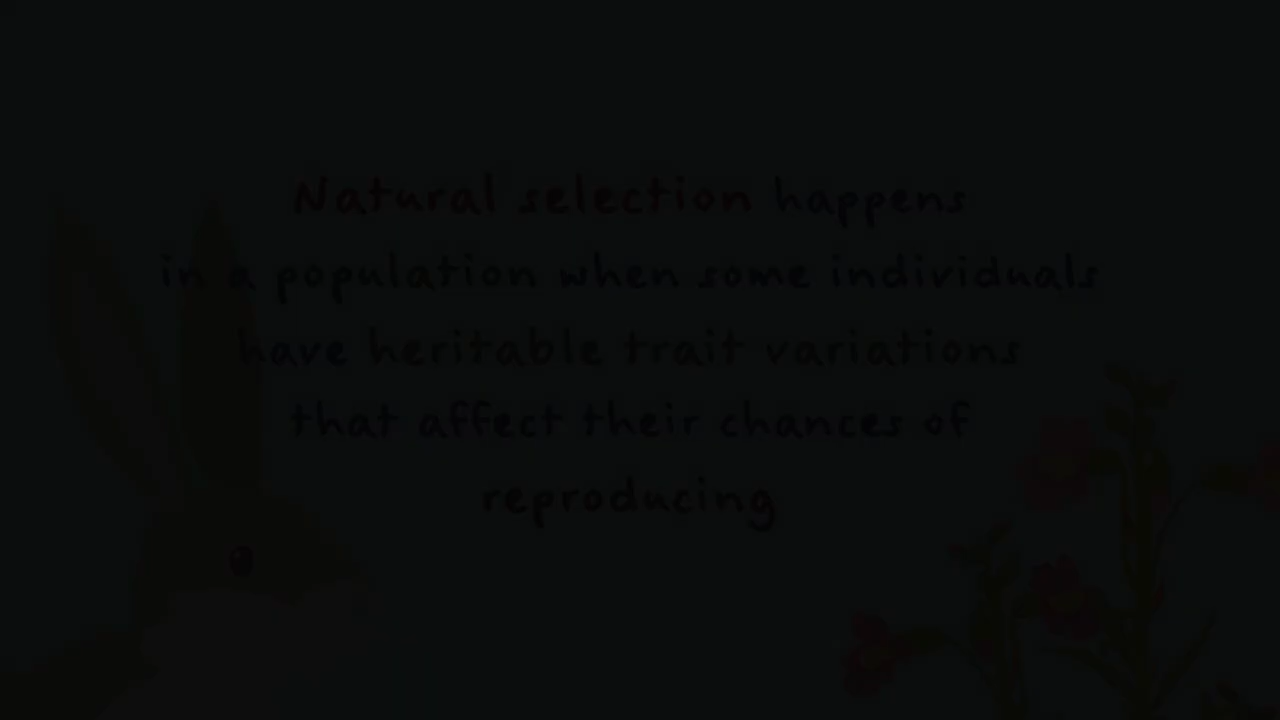 Natural selection happens
in a population when some individuals
have heritable trait variations
that affect their chances of
reproducing